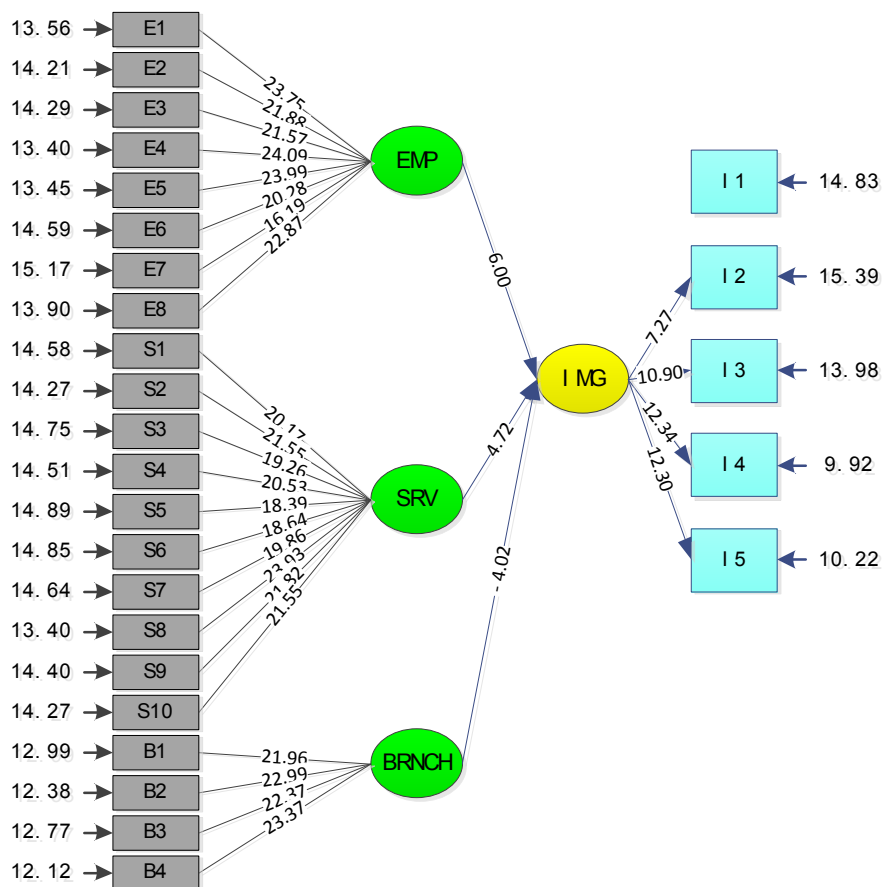 13. 56 E1
14. 21 E2
14. 29 E3
13. 40 E4
13. 45 E5
14. 59 E6
15. 17 E7
13. 90 E8
14. 58 S1
14. 27 S2
14. 75 S3
14. 51 S4
14. 89 S5
14. 85 S6
14. 64 S7
13. 40 S8
14. 40 S9
14. 27 S10
12. 99 B1
12. 38 B2
12. 77 B3
12. 12 B4
23.75
21.88
21.57
24.09
23.99
20.28
16.19
22.87
20.17
21.55
19.26
20.53
18.39
18.64
19.86
23.93
21.82
21.55
21.96
22.99
22.37
23.37
EMP
SRV
BRNCH
6.00
4.72
- 4.02
I MG
7.27
10.90
12.34
12.30
I 1 14. 83
I 2 15. 39
I 3 13. 98
I 4 9. 92
I 5 10. 22